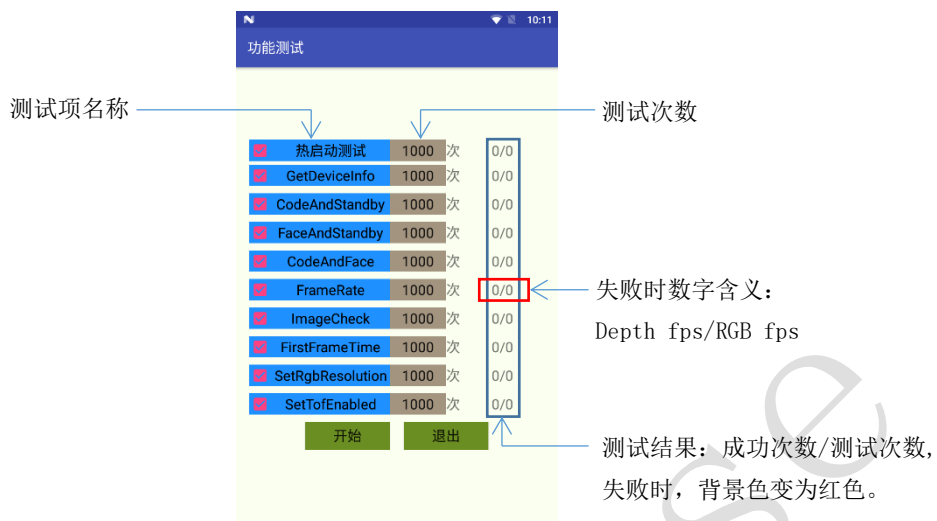 10:11
功能测试
测试项名称
测试次数
热启动测试 1000 次 0/0
GetDeviceInfo 1000 次 0/0
CodeAndStandby 1000 次 0/0
FaceAndStandby 1000 次 0/0
CodeAndFace 1000 次 0/0
FrameRate 1000 次 0/0
失败时数字含义：
Depth fps/RGB fps
ImageCheck 1000 次 0/0
FirstFrameTime 1000 次 0/0
SetRgbResolution 1000 次 0/0
SetTofEnabled 1000 次 0/0
开始 退出
测试结果：成功次数/测试次数，
失败时，背景色变为红色。
se